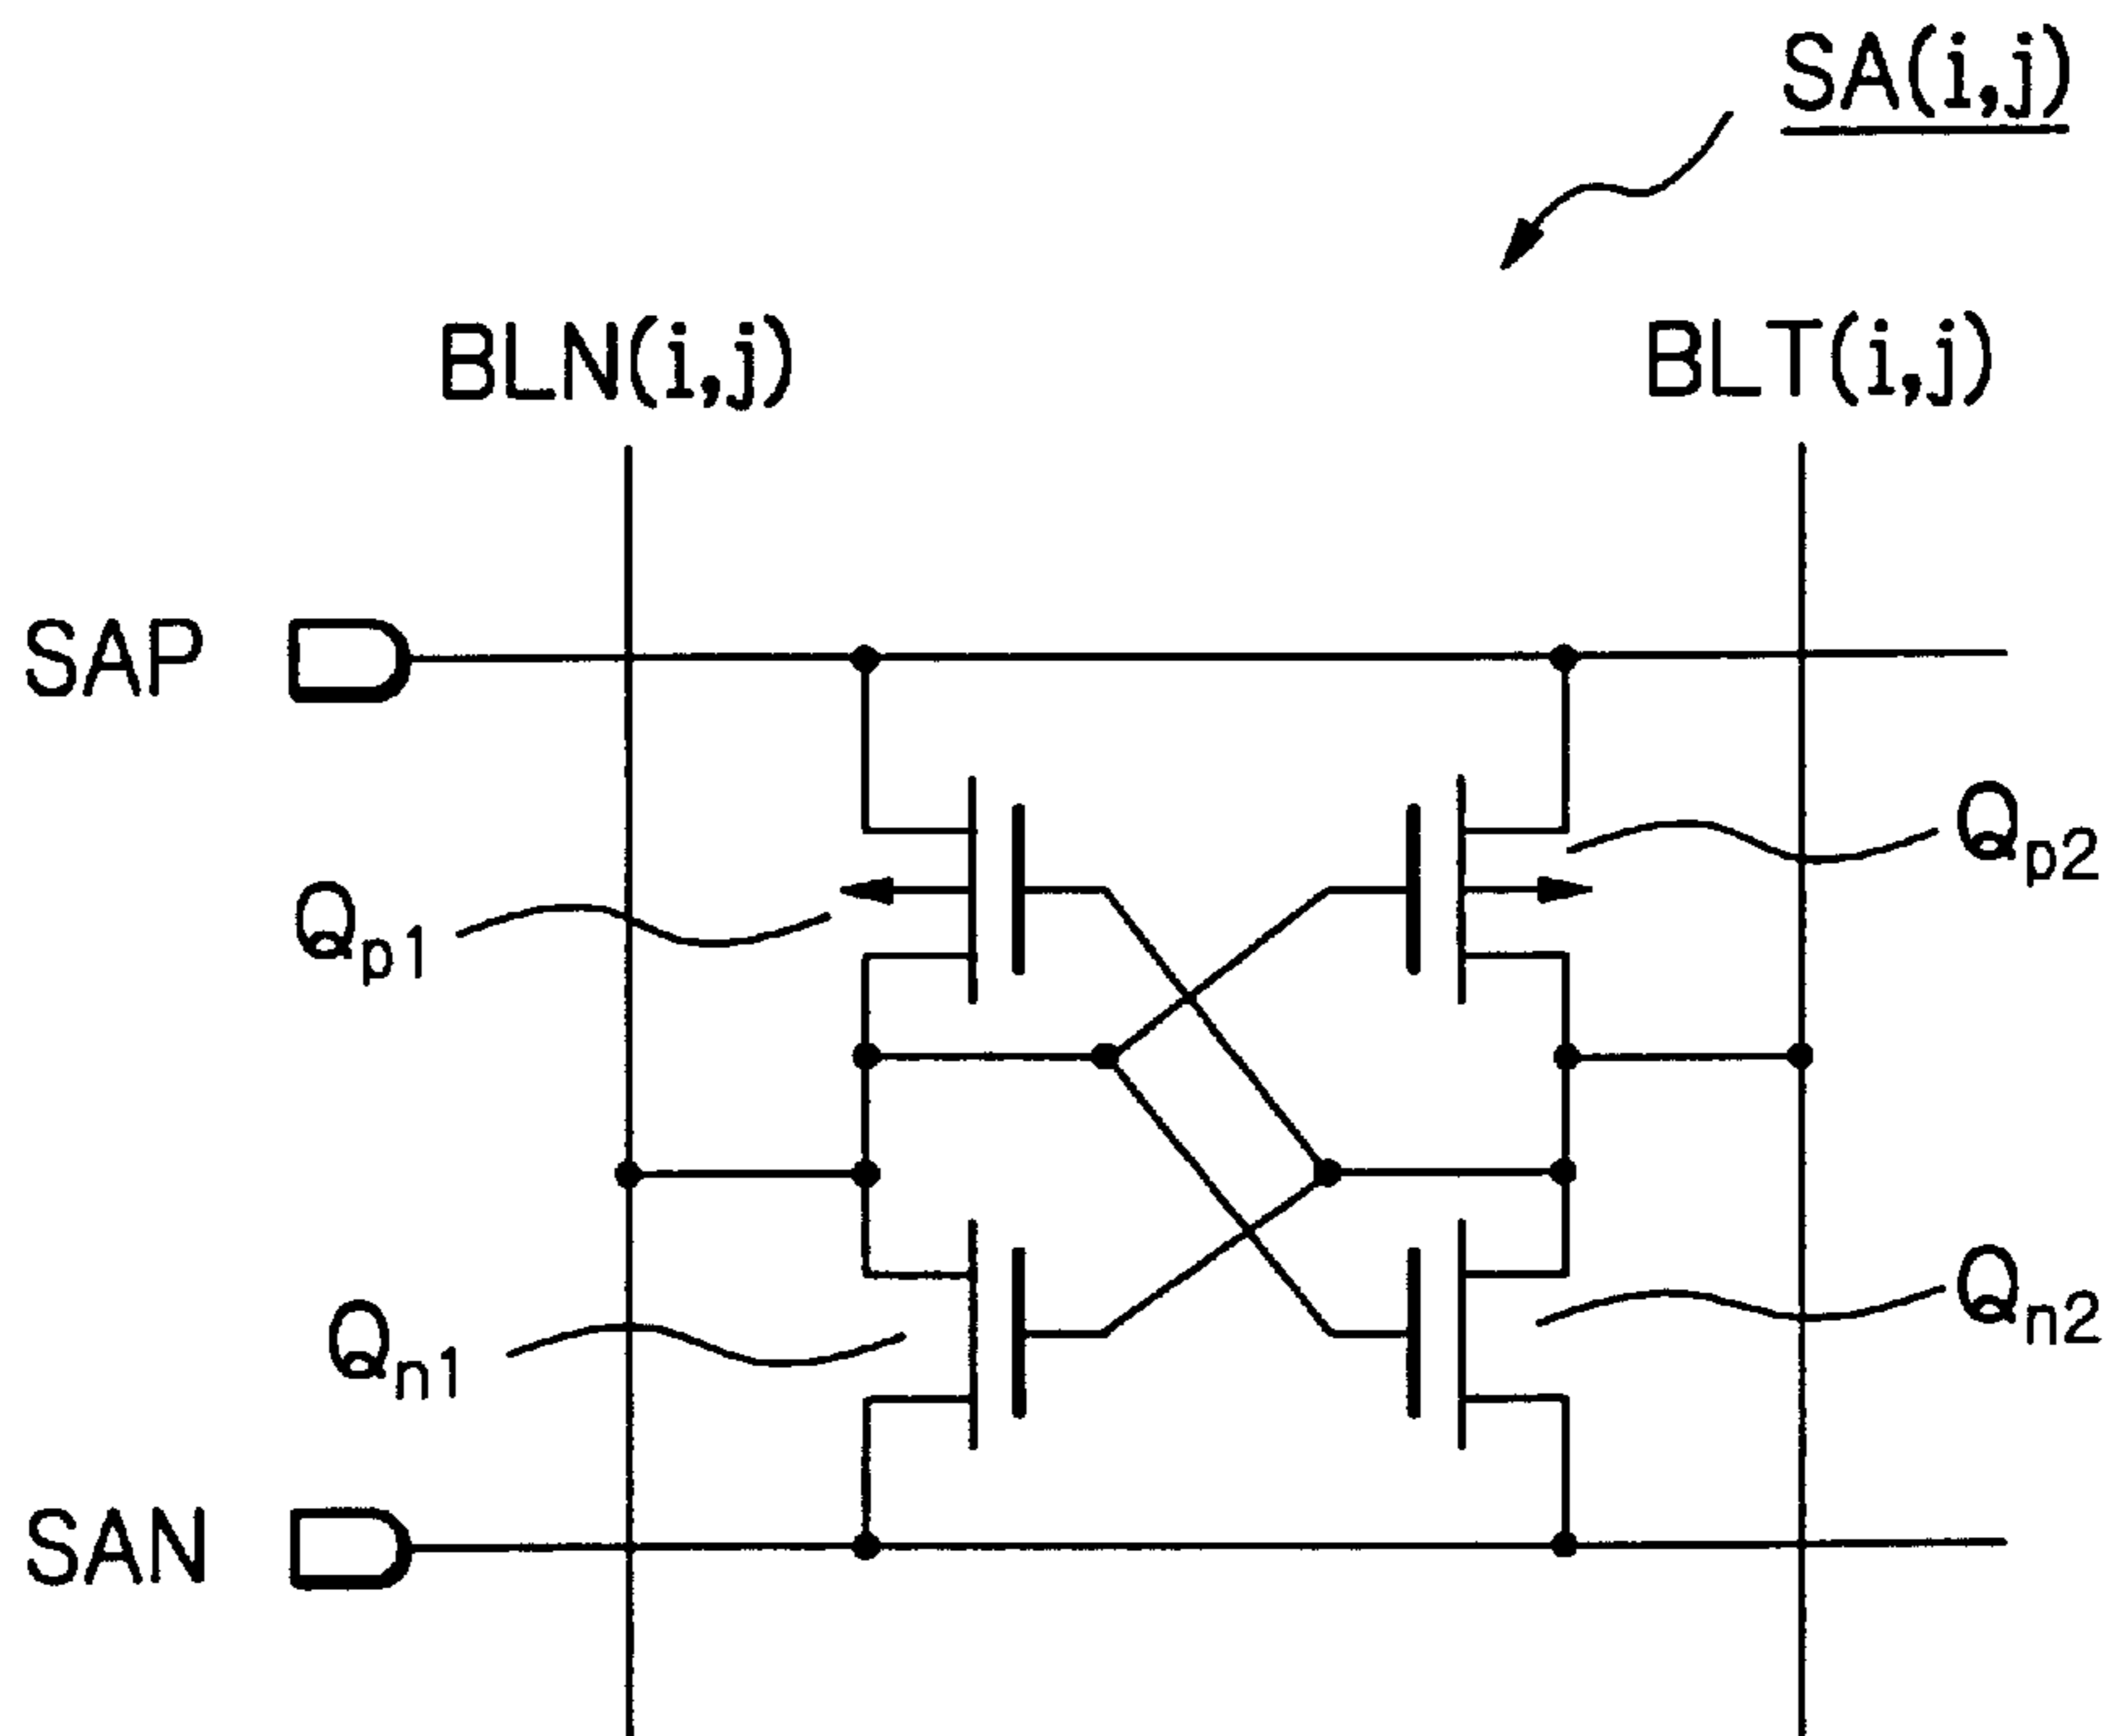 SA(i,j)
BLN(i,j)
BLT(i,j)
SAP
Qp2
Qp1
Qn2
Qn1
SAN